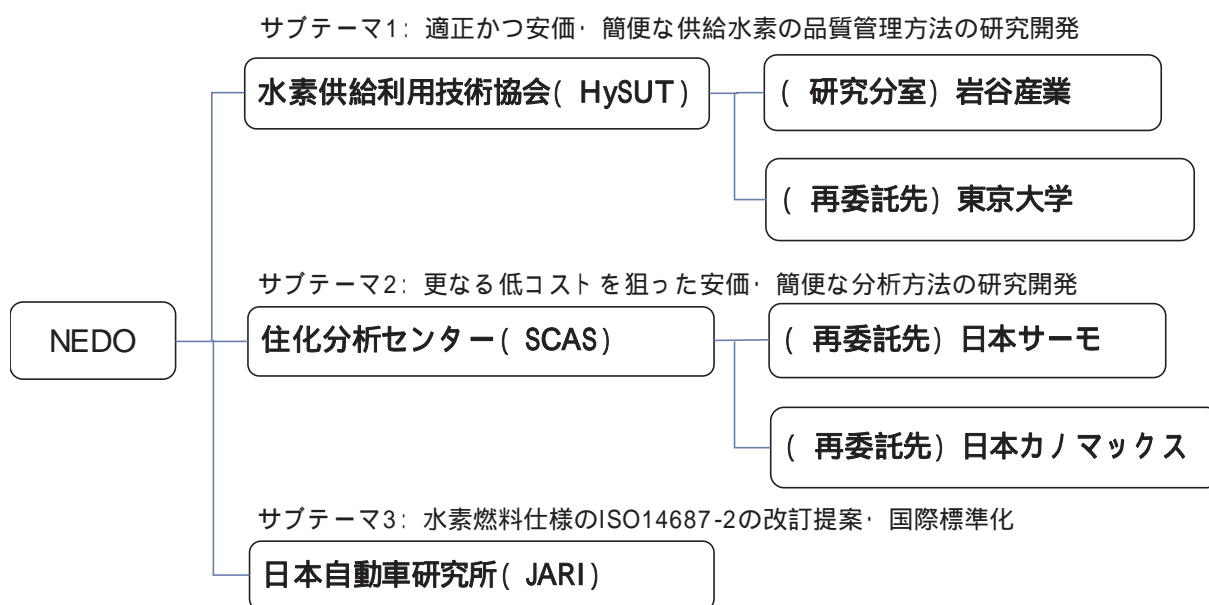 サブテーマ1：適正かつ安価・簡便な供給水素の品質管理方法の研究開発
水素供給利用技術協会(HySUT)
(研究分室)岩谷産業
(再委託先)東京大学
サブテーマ2：更なる低コストを狙った安価・簡便な分析方法の研究開発
NEDO
住化分析センター(SCAS)
(再委託先)日本サーモ
(再委託先)日本カノマックス
サブテーマ3：水素燃料仕様のISO14687-2の改訂提案・国際標準化
日本自動車研究所(JARI)